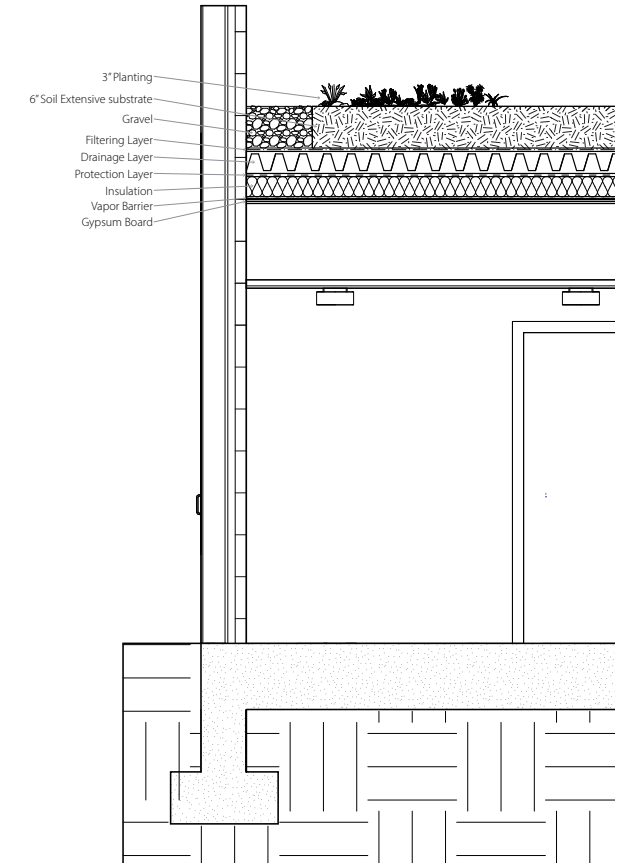 3" Planting
6" Soil Extensive substrate
Gravel
Filtering Layer
Drainage Layer
Protection Layer
Insulation
Vapor Barrier
Gypsum Board